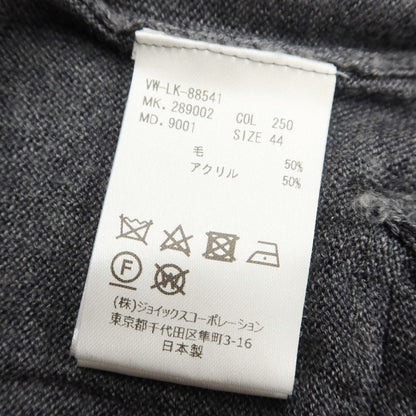 VW-LK-88541
MK. 289002 COL 250
MD. 9001 SIZE 44
毛 50%
アクリル 50%
F W
(株)ジョイックスコーポレーション
東京都千代田区隼町3-16
日本製